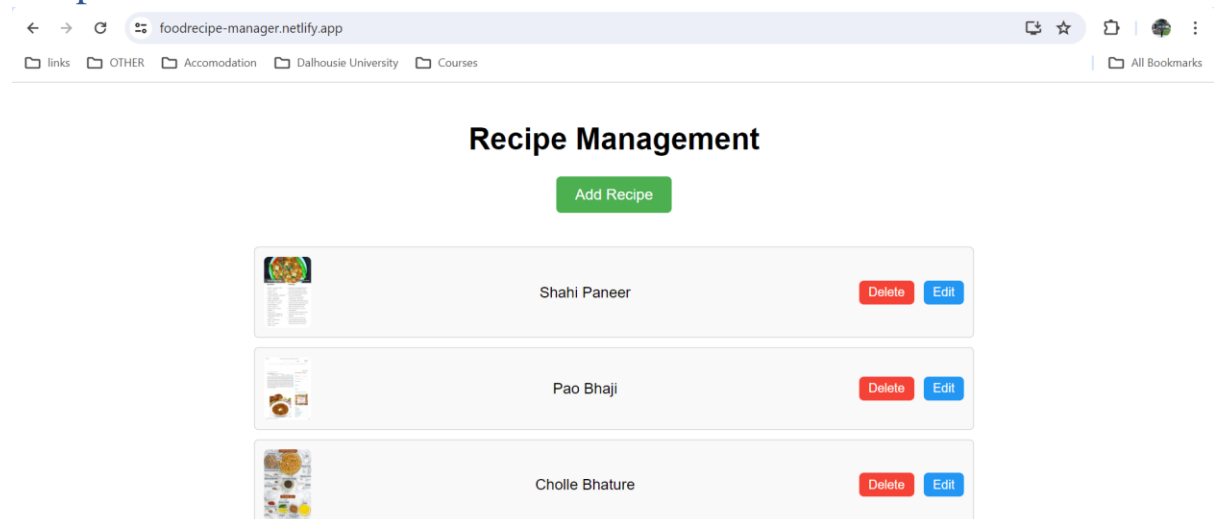 foodrecipe-manager.netlify.app
links OTHER Accomodation Dalhousie University Courses All Bookmarks
Recipe Management
Add Recipe
Shahi Paneer Delete Edit
Pao Bhaji Delete Edit
Cholle Bhature Delete Edit